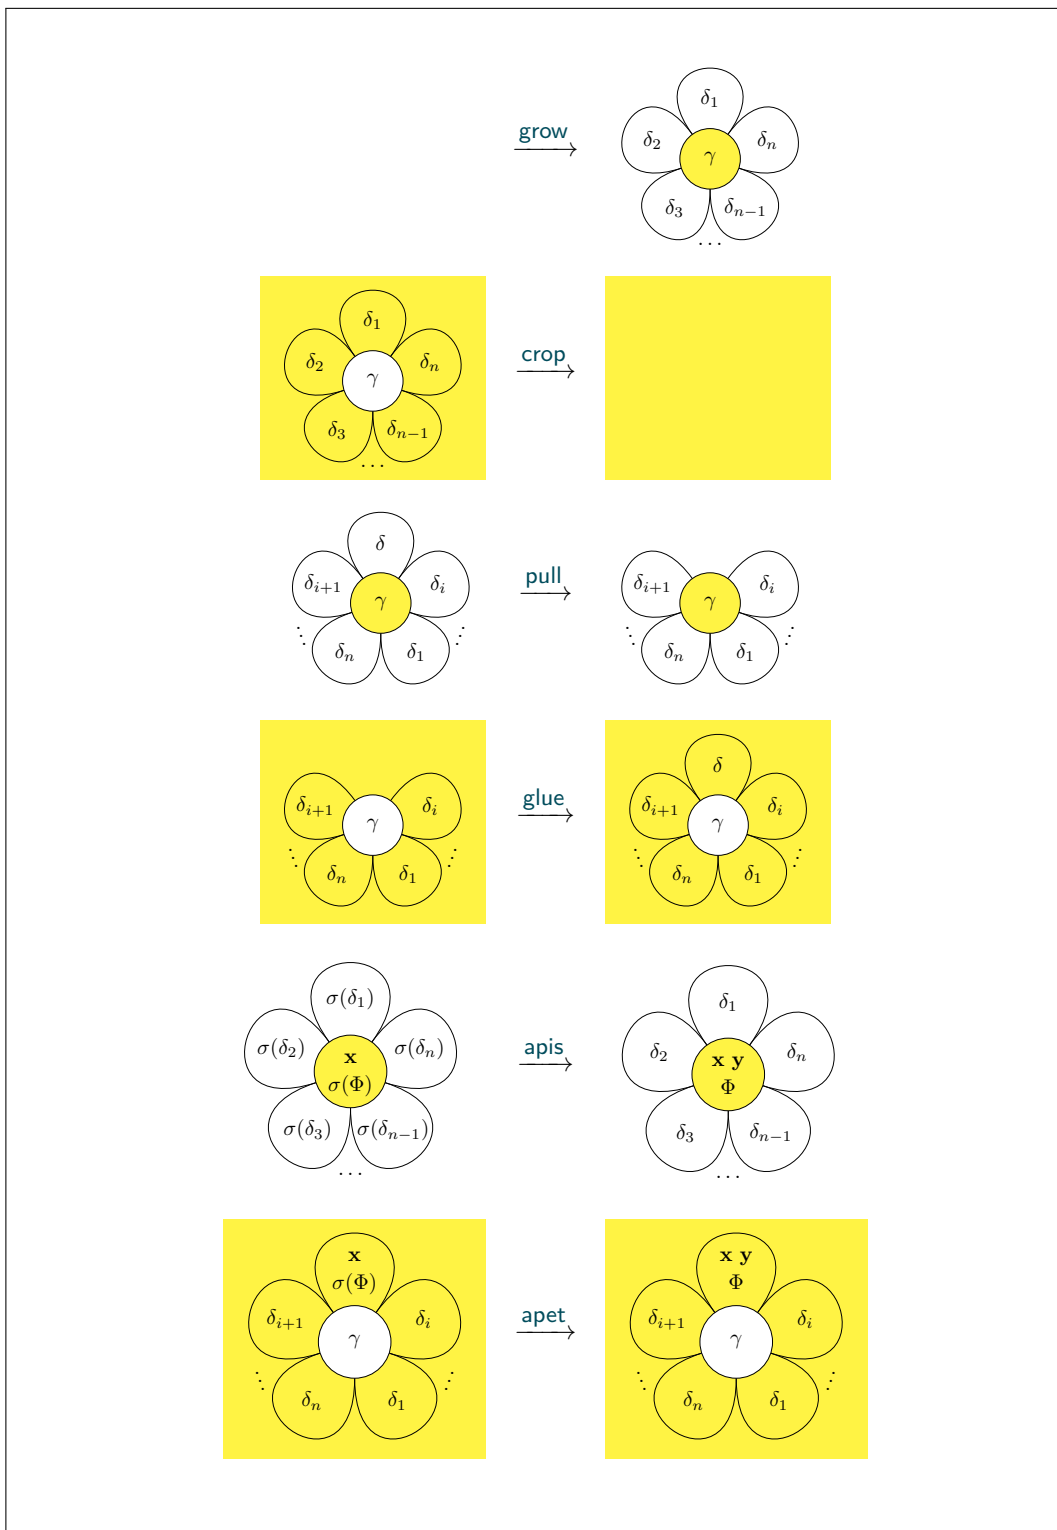 grow
δ₁
δ₂ γ δₙ
δ₃ δₙ₋₁
...
δ₁
δ₂ γ δₙ
δ₃ δₙ₋₁
...
crop
δ
δᵢ₊₁ γ δᵢ
⋮ δₙ δ₁ ⋮
pull
δᵢ₊₁ γ δᵢ
⋮ δₙ δ₁ ⋮
δᵢ₊₁ γ δᵢ
⋮ δₙ δ₁ ⋮
glue
δ
δᵢ₊₁ γ δᵢ
⋮ δₙ δ₁ ⋮
σ(δ₁)
σ(δ₂) x σ(δₙ)
σ(Φ)
σ(δ₃) σ(δₙ₋₁)
...
apis
δ₁
δ₂ x y δₙ
Φ
δ₃ δₙ₋₁
...
x
σ(Φ)
δᵢ₊₁ γ δᵢ
⋮ δₙ δ₁ ⋮
apet
x y
Φ
δᵢ₊₁ γ δᵢ
⋮ δₙ δ₁ ⋮